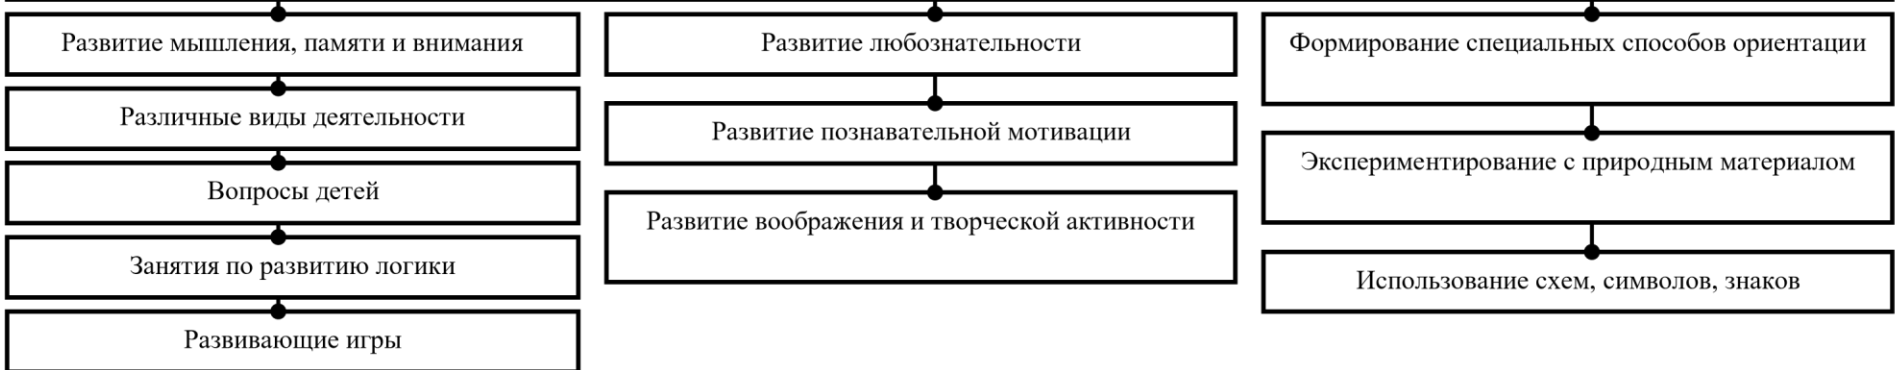 Развитие мышления, памяти и внимания
Различные виды деятельности
Вопросы детей
Занятия по развитию логики
Развивающие игры
Развитие любознательности
Развитие познавательной мотивации
Развитие воображения и творческой активности
Формирование специальных способов ориентации
Экспериментирование с природным материалом
Использование схем, символов, знаков